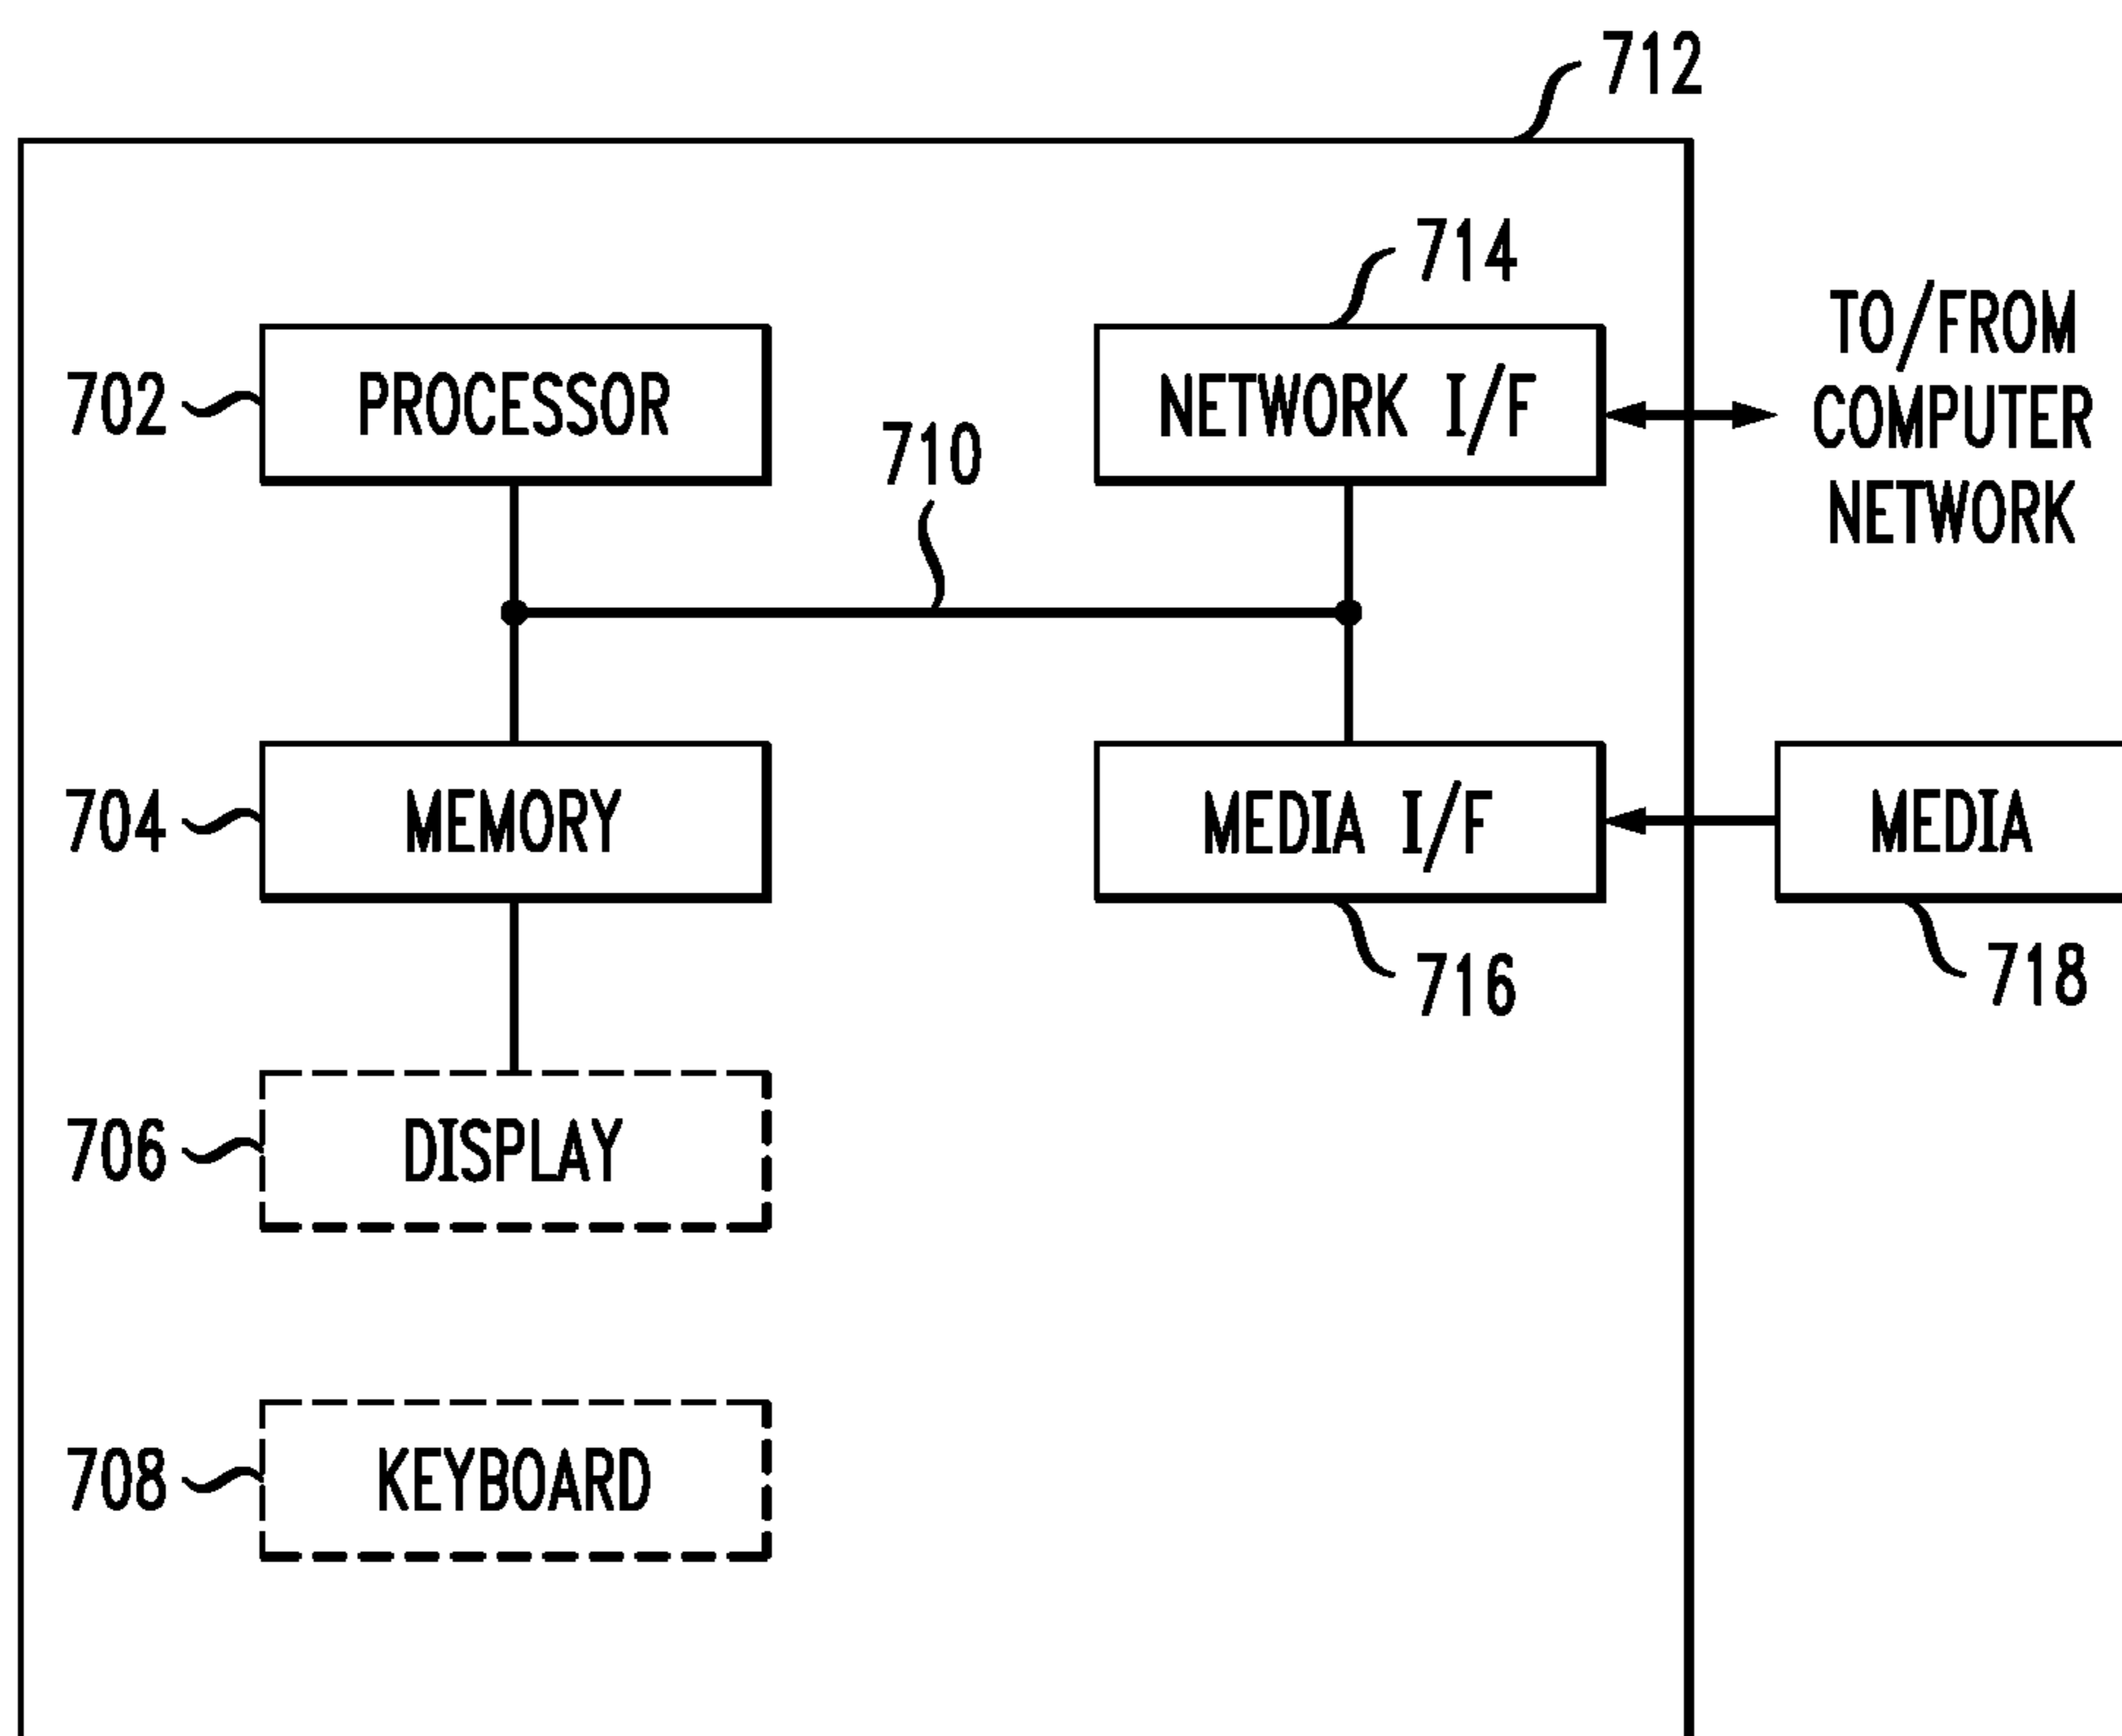 712
714
TO/FROM
COMPUTER
NETWORK
702
PROCESSOR
NETWORK I/F
710
704
MEMORY
MEDIA I/F
MEDIA
716
718
706
DISPLAY
708
KEYBOARD